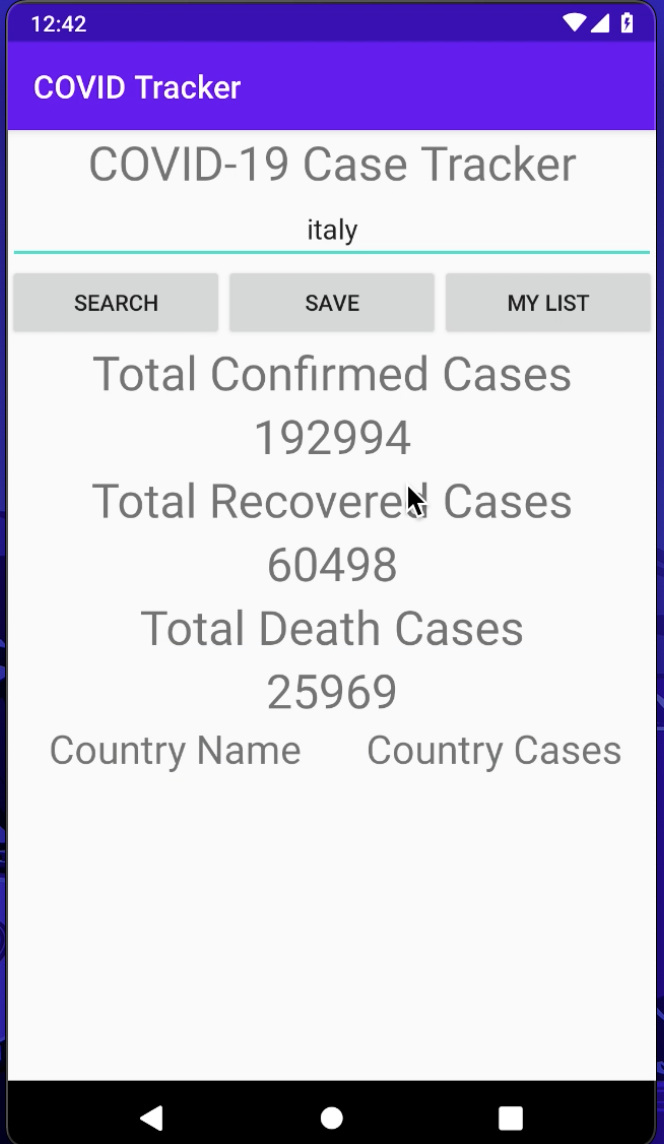 12:42
COVID Tracker
COVID-19 Case Tracker
italy
SEARCH SAVE MY LIST
Total Confirmed Cases
192994
Total Recovered Cases
60498
Total Death Cases
25969
Country Name Country Cases